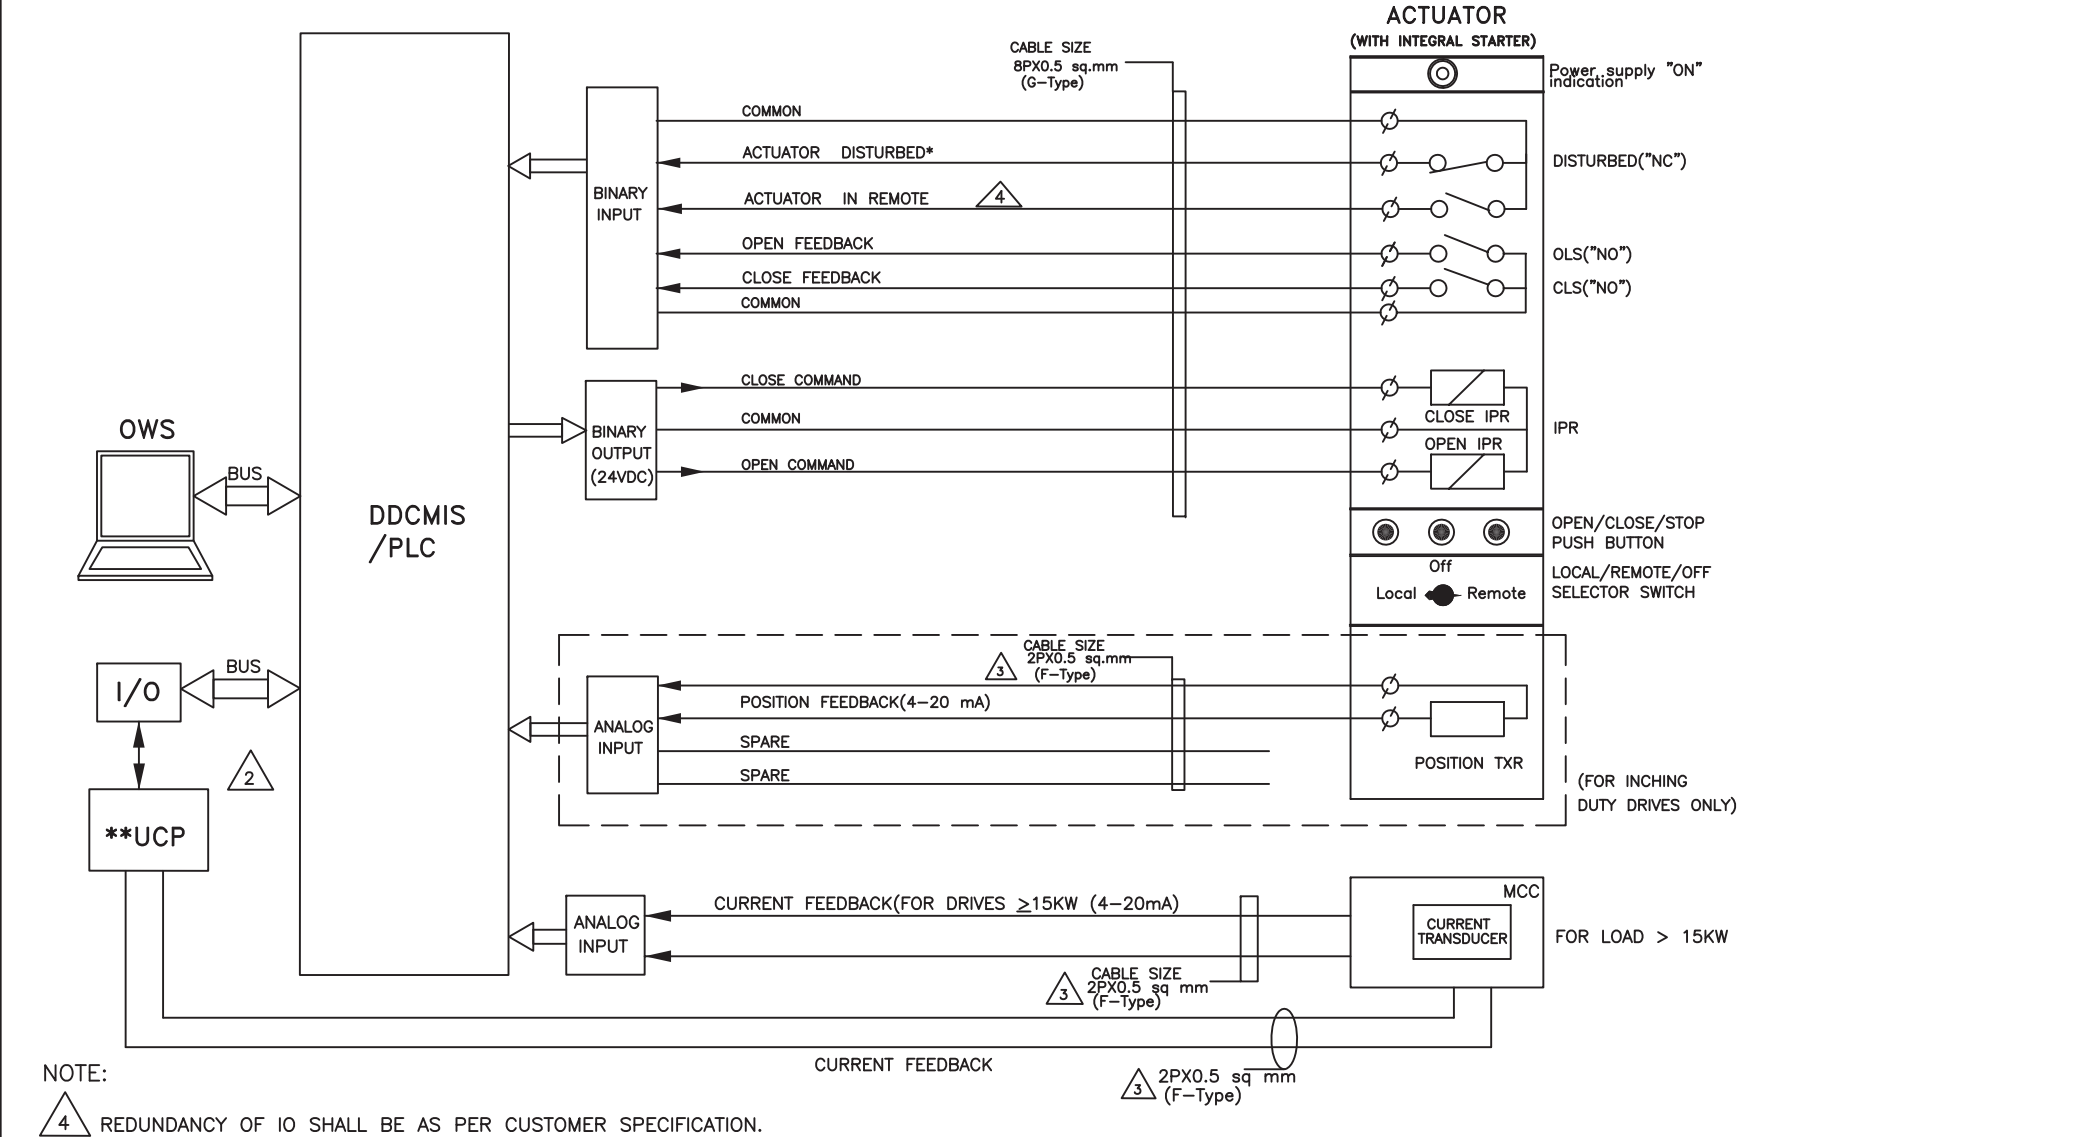 ACTUATOR
(WITH INTEGRAL STARTER)
CABLE SIZE
8PX0.5 sq.mm
(G-Type)
Power supply "ON"
indication
COMMON
ACTUATOR DISTURBED*
DISTURBED("NC")
BINARY
INPUT
ACTUATOR IN REMOTE
4
OPEN FEEDBACK
OLS("NO")
CLOSE FEEDBACK
CLS("NO")
COMMON
CLOSE COMMAND
CLOSE IPR
COMMON
IPR
BINARY
OUTPUT
(24VDC)
OPEN IPR
OPEN COMMAND
OWS
BUS
DDCMIS
/PLC
OPEN/CLOSE/STOP
PUSH BUTTON
Off
Local
Remote
LOCAL/REMOTE/OFF
SELECTOR SWITCH
CABLE SIZE
2PX0.5 sq.mm
(F-Type)
3
BUS
I/O
POSITION FEEDBACK(4-20 mA)
ANALOG
INPUT
SPARE
SPARE
POSITION TXR
(FOR INCHING
DUTY DRIVES ONLY)
2
**UCP
CURRENT FEEDBACK(FOR DRIVES ≥15KW (4-20mA)
MCC
CURRENT
TRANSDUCER
FOR LOAD > 15KW
ANALOG
INPUT
CABLE SIZE
2PX0.5 sq mm
(F-Type)
3
CURRENT FEEDBACK
3
2PX0.5 sq mm
(F-Type)
NOTE:
4 REDUNDANCY OF IO SHALL BE AS PER CUSTOMER SPECIFICATION.